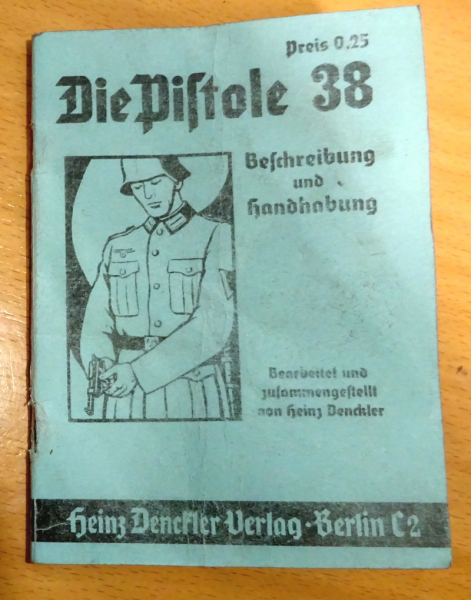 Preis 0.25
Die Piſtole 38
Beſchreibung
und
Handhabung
Bearbeitet und
zuſammengeſtellt
von Heinz Denckler
Heinz Denckler Verlag · Berlin C2